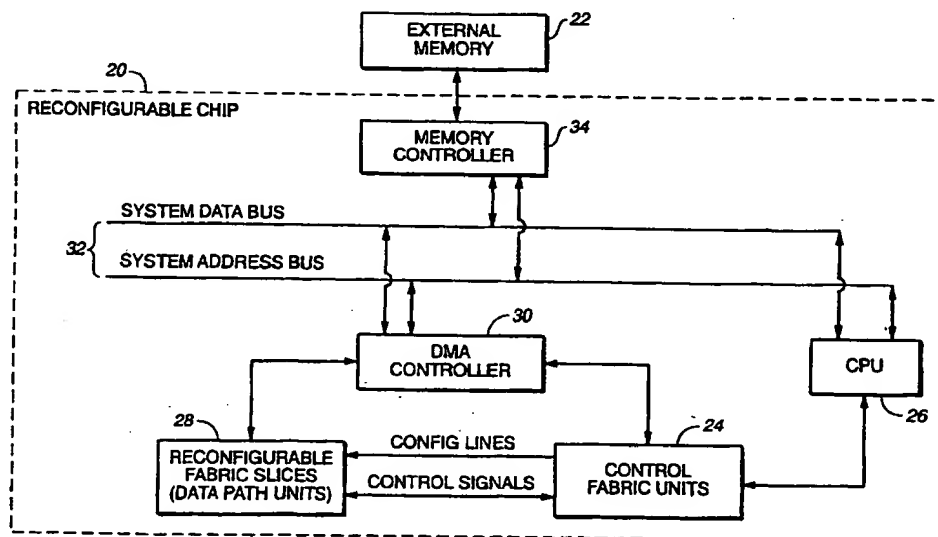 EXTERNAL
MEMORY
22
20
RECONFIGURABLE CHIP
MEMORY
CONTROLLER
34
SYSTEM DATA BUS
32
SYSTEM ADDRESS BUS
30
DMA
CONTROLLER
CPU
26
28
RECONFIGURABLE
FABRIC SLICES
(DATA PATH UNITS)
CONFIG LINES
CONTROL SIGNALS
24
CONTROL
FABRIC UNITS